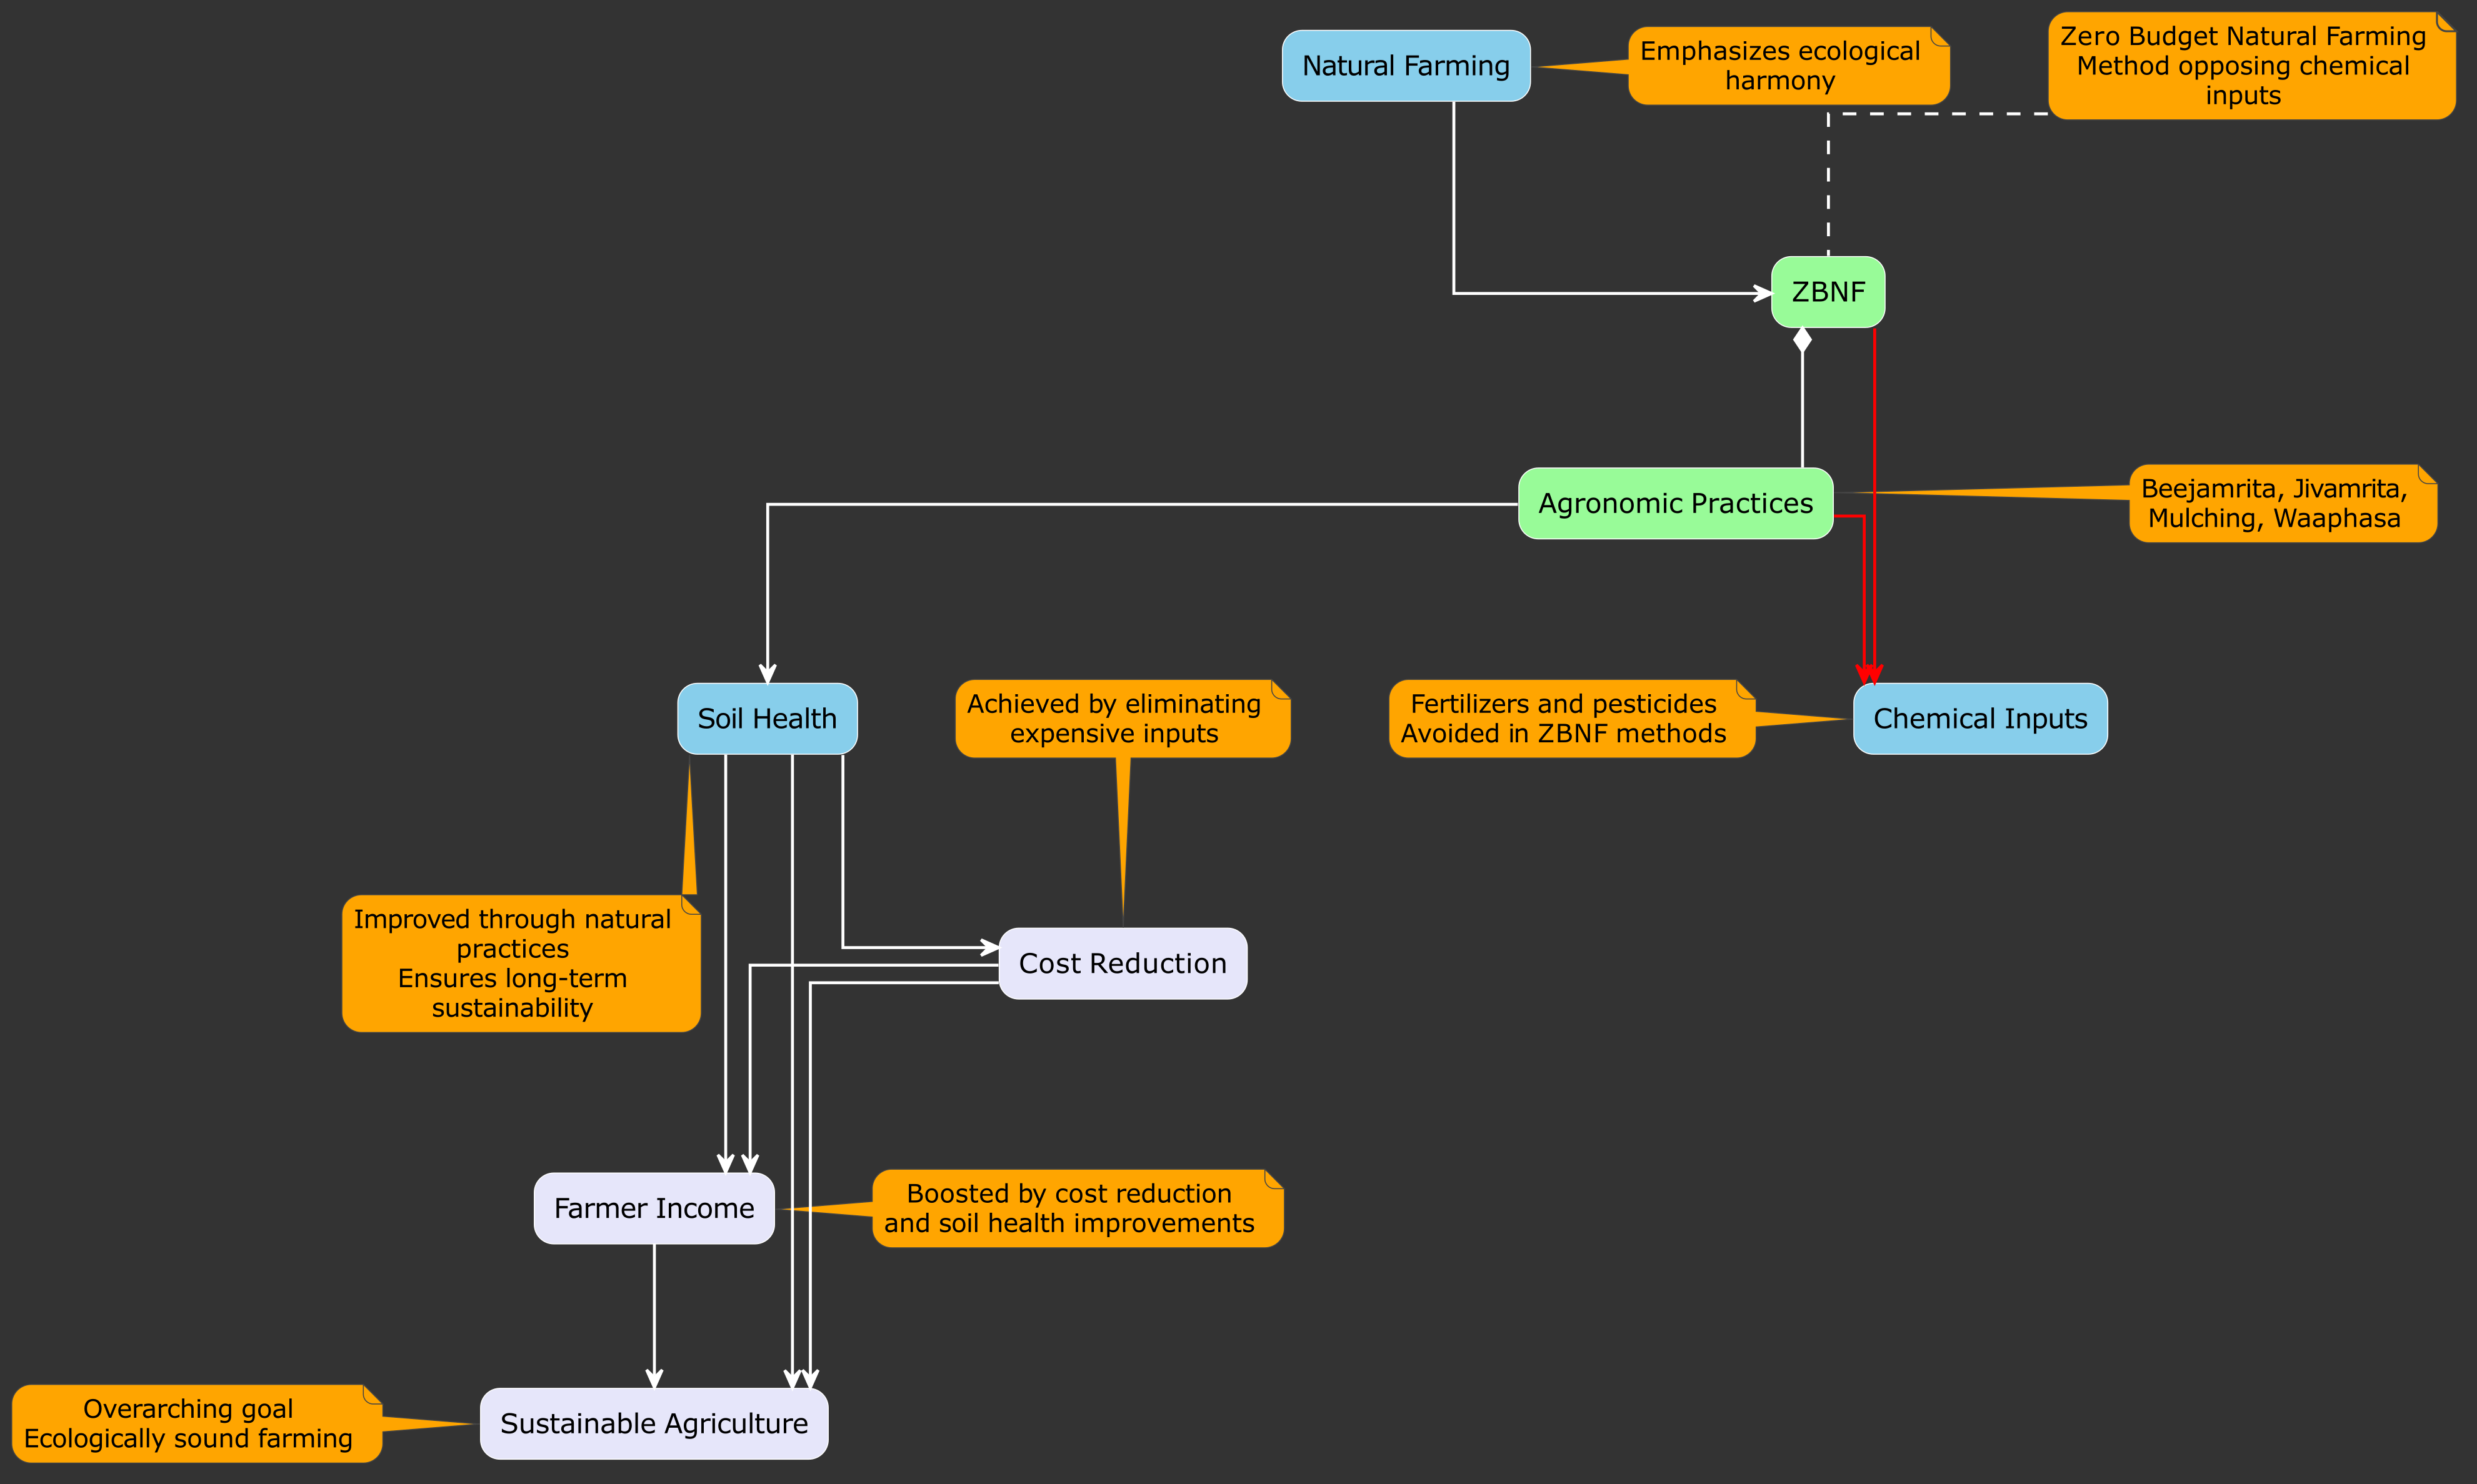 Natural Farming
Emphasizes ecological
harmony
Zero Budget Natural Farming
Method opposing chemical
inputs
ZBNF
Agronomic Practices
Beejamrita, Jivamrita,
Mulching, Waaphasa
Soil Health
Achieved by eliminating
expensive inputs
Fertilizers and pesticides
Avoided in ZBNF methods
Chemical Inputs
Improved through natural
practices
Ensures long-term
sustainability
Cost Reduction
Farmer Income
Boosted by cost reduction
and soil health improvements
Overarching goal
Ecologically sound farming
Sustainable Agriculture